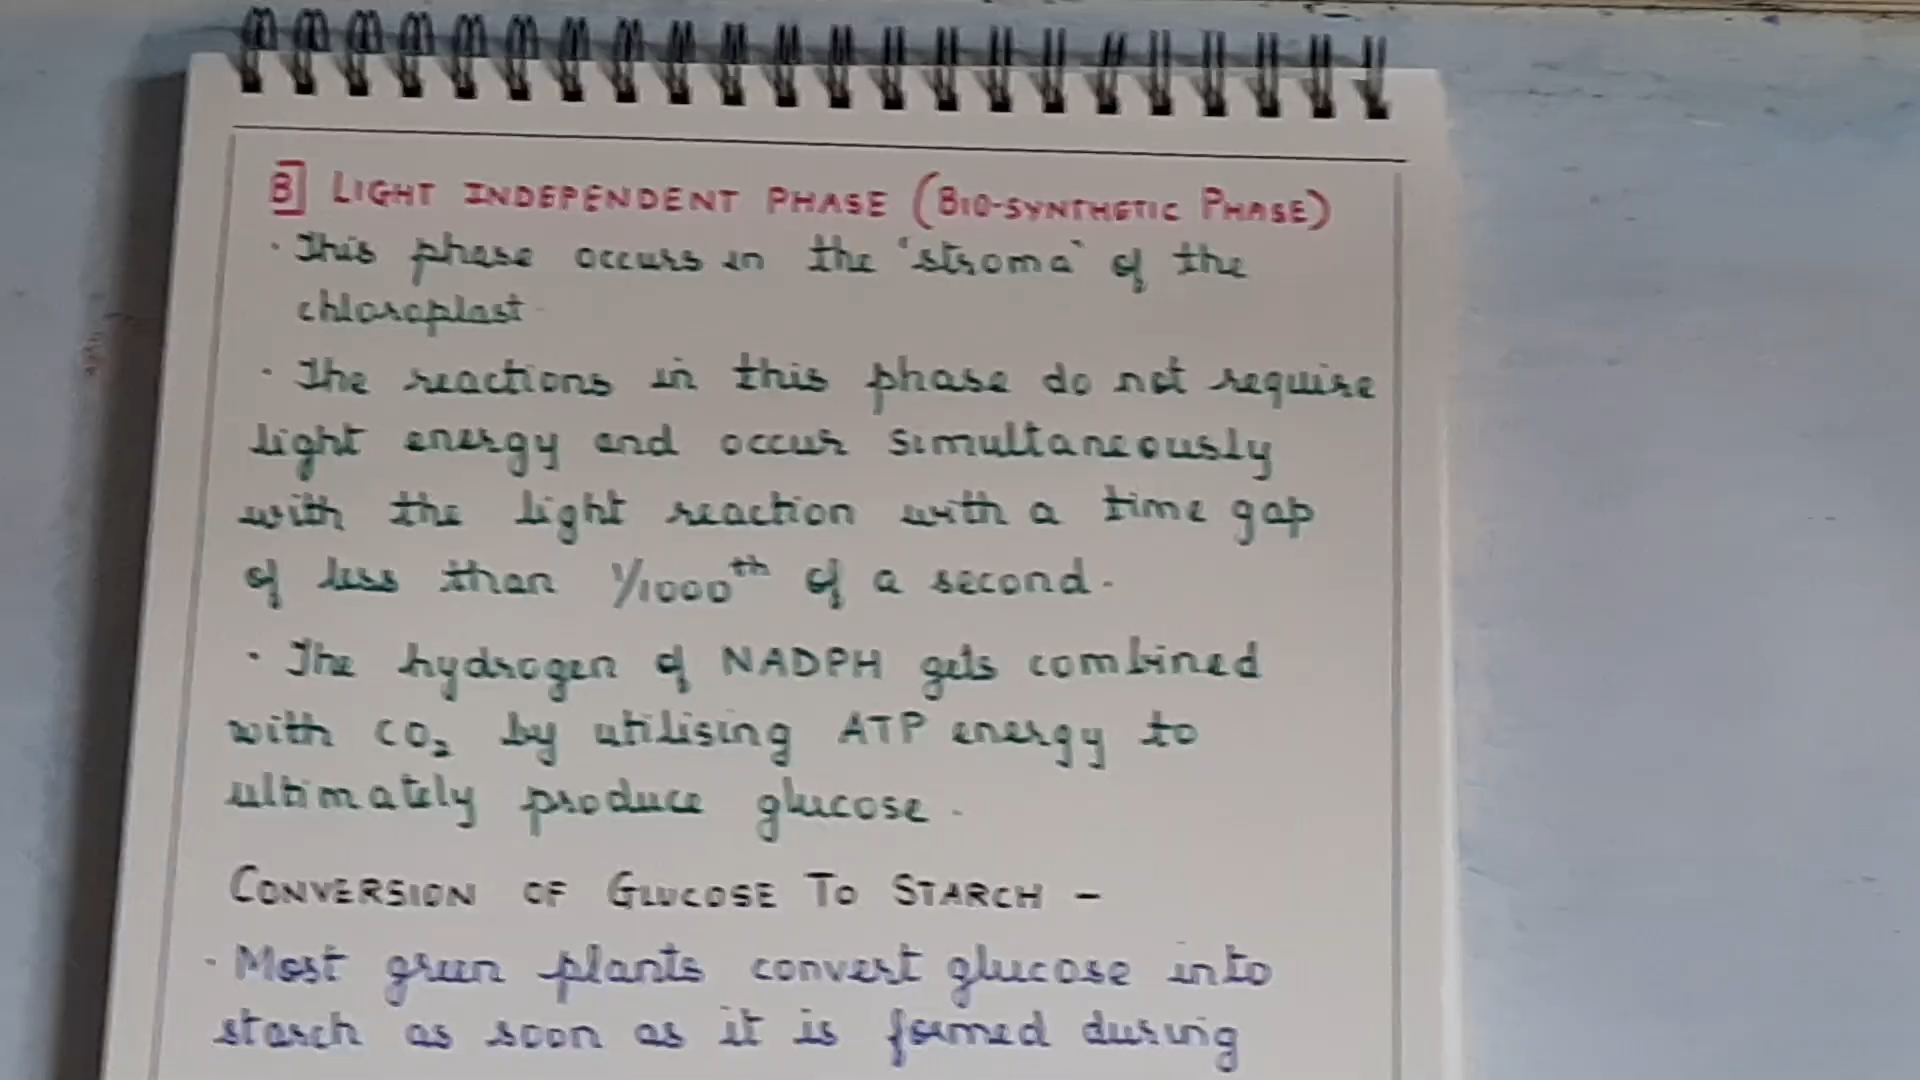 B] LIGHT INDEPENDENT PHASE (BIO-SYNTHETIC PHASE)
· This phase occurs in the 'stroma' of the
chloroplast.
· The reactions in this phase do not require
light energy and occur simultaneously
with the light reaction with a time gap
of less than 1/1000th of a second.
· The hydrogen of NADPH gets combined
with CO₂ by utilising ATP energy to
ultimately produce glucose.
CONVERSION OF GLUCOSE TO STARCH -
· Most green plants convert glucose into
starch as soon as it is formed during